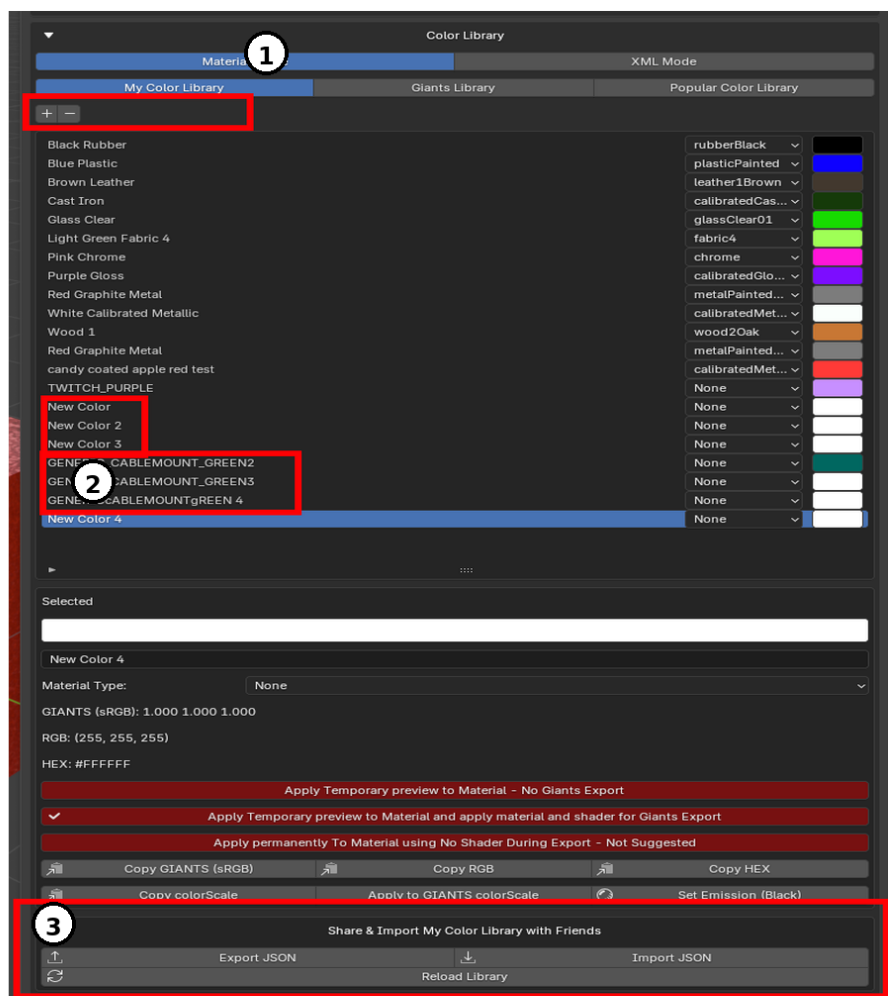 Color Library
1
Materia XML Mode
My Color Library Giants Library Popular Color Library
+ −
Black Rubber rubberBlack
Blue Plastic plasticPainted
Brown Leather leather1Brown
Cast Iron calibratedCas...
Glass Clear glassClear01
Light Green Fabric 4 fabric4
Pink Chrome chrome
Purple Gloss calibratedGlo...
Red Graphite Metal metalPainted...
White Calibrated Metallic calibratedMet...
Wood 1 wood2Oak
Red Graphite Metal metalPainted...
candy coated apple red test calibratedMet...
TWITCH_PURPLE None
New Color None
New Color 2 None
New Color 3 None
GENE CABLEMOUNT_GREEN2 None
2
GEN CABLEMOUNT_GREEN3 None
GENE CABLEMOUNTgREEN 4 None
New Color 4 None
Selected
New Color 4
Material Type: None
GIANTS (sRGB): 1.000 1.000 1.000
RGB: (255, 255, 255)
HEX: #FFFFFF
Apply Temporary preview to Material - No Giants Export
Apply Temporary preview to Material and apply material and shader for Giants Export
Apply permanently To Material using No Shader During Export - Not Suggested
Copy GIANTS (sRGB) Copy RGB Copy HEX
Copy colorScale Apply to GIANTS colorScale Set Emission (Black)
3
Share & Import My Color Library with Friends
Export JSON Import JSON
Reload Library